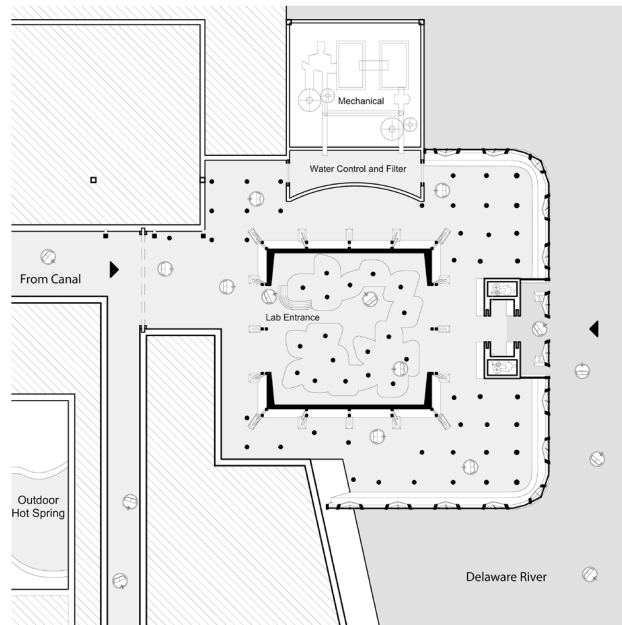 Mechanical
Water Control and Filter
From Canal
Lab Entrance
Outdoor
Hot Spring
Delaware River